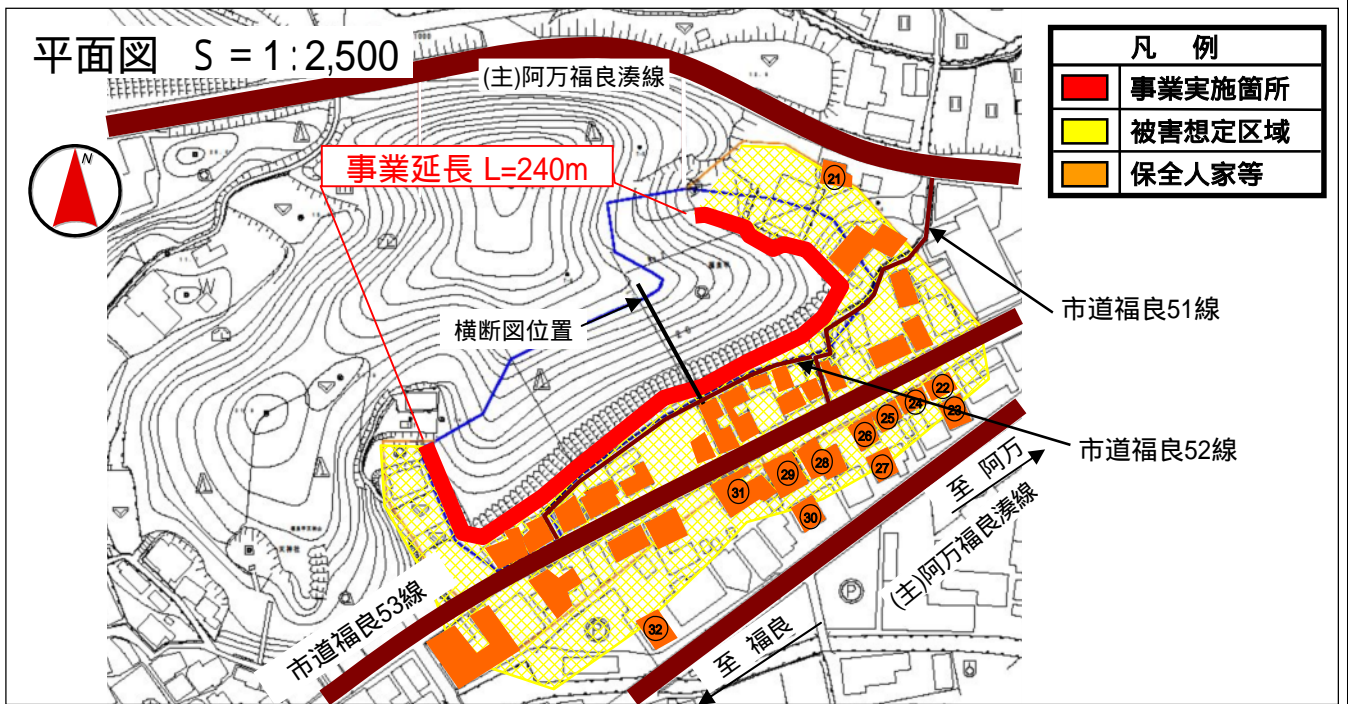 平面図 S = 1:2,500
(主)阿万福良湊線
凡 例
事業実施箇所
被害想定区域
保全人家等
N
事業延長 L=240m
21
市道福良51線
横断図位置
22
23
24
25
26
27
28
29
30
31
32
市道福良52線
至 阿万
(主)阿万福良湊線
市道福良53線
至 福良
P
P